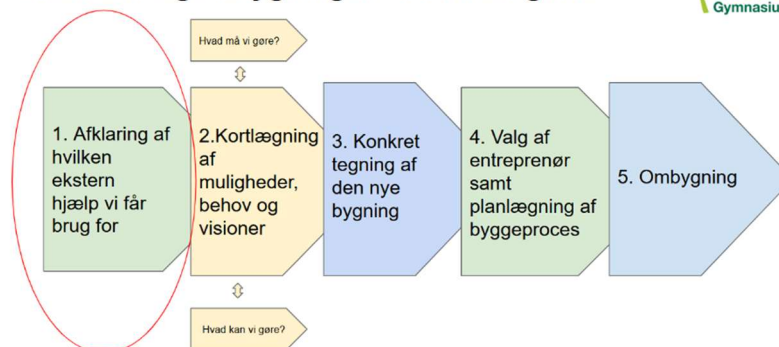 Gymnasiu
Hvad må vi gøre?
1. Afklaring af
hvilken
ekstern
hjælp vi får
brug for
2.Kortlægning
af
muligheder,
behov og
visioner
3. Konkret
tegning af
den nye
bygning
4. Valg af
entreprenør
samt
planlægning af
byggeproces
5. Ombygning
Hvad kan vi gøre?